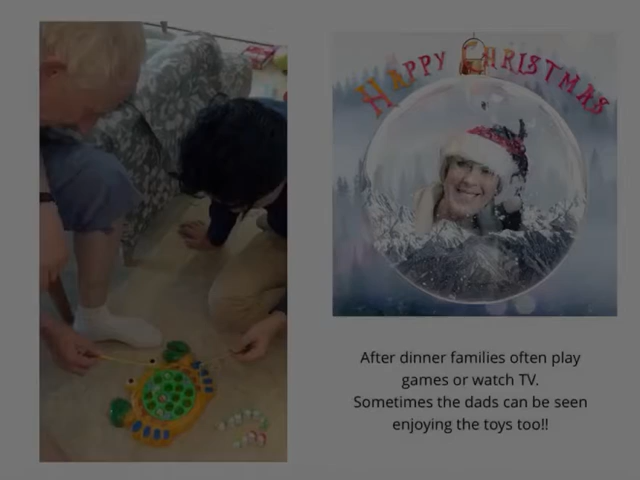 HAPPY CHRISTMAS
After dinner families often play
games or watch TV.
Sometimes the dads can be seen
enjoying the toys too!!